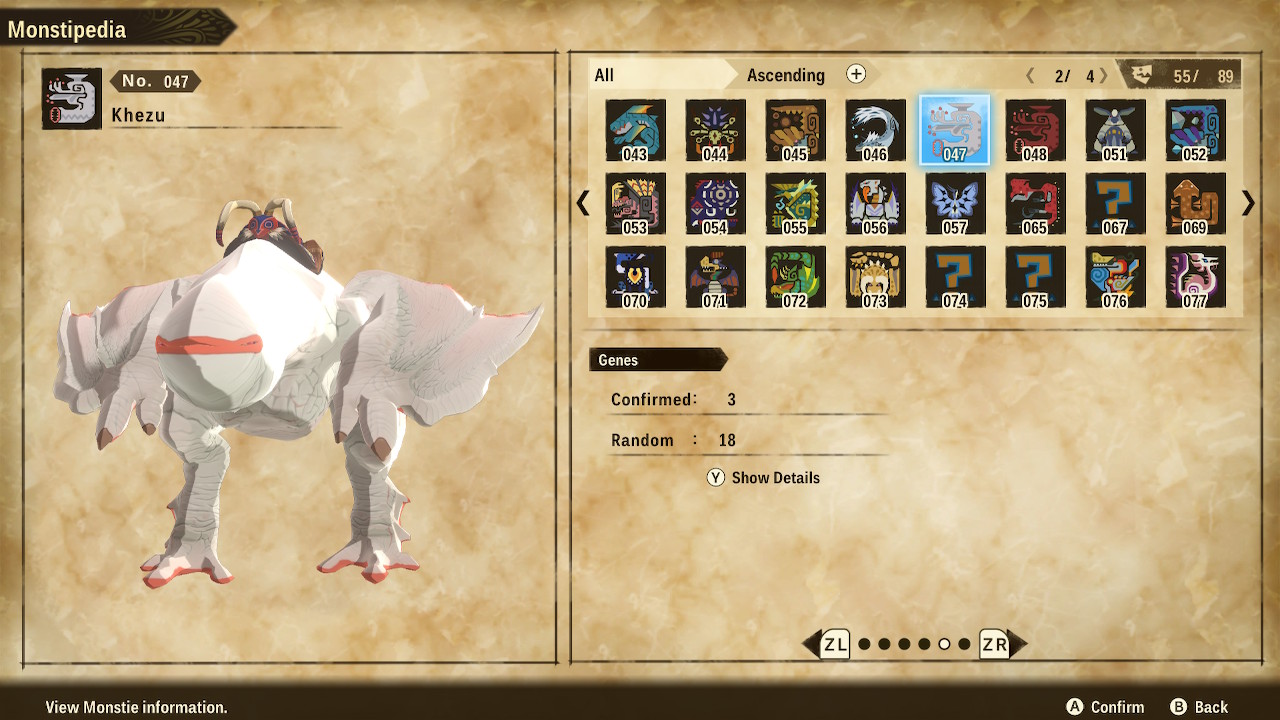 Monstipedia
No. 047
Khezu
All
Ascending +
2/ 4
55/ 89
043 044 045 046 047 048 051 052
053 054 055 056 057 065 067 069
070 071 072 073 074 075 076 077
Genes
Confirmed: 3
Random : 18
Y Show Details
ZL ZR
View Monstie information.
A Confirm B Back